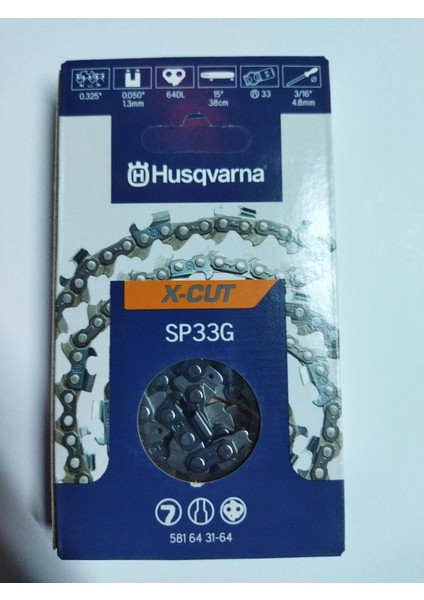 0.325" 0.050" 64DL 15" 33 3/16"
1.3mm 38cm 4.8mm
Husqvarna
X-CUT
SP33G
581 64 31-64